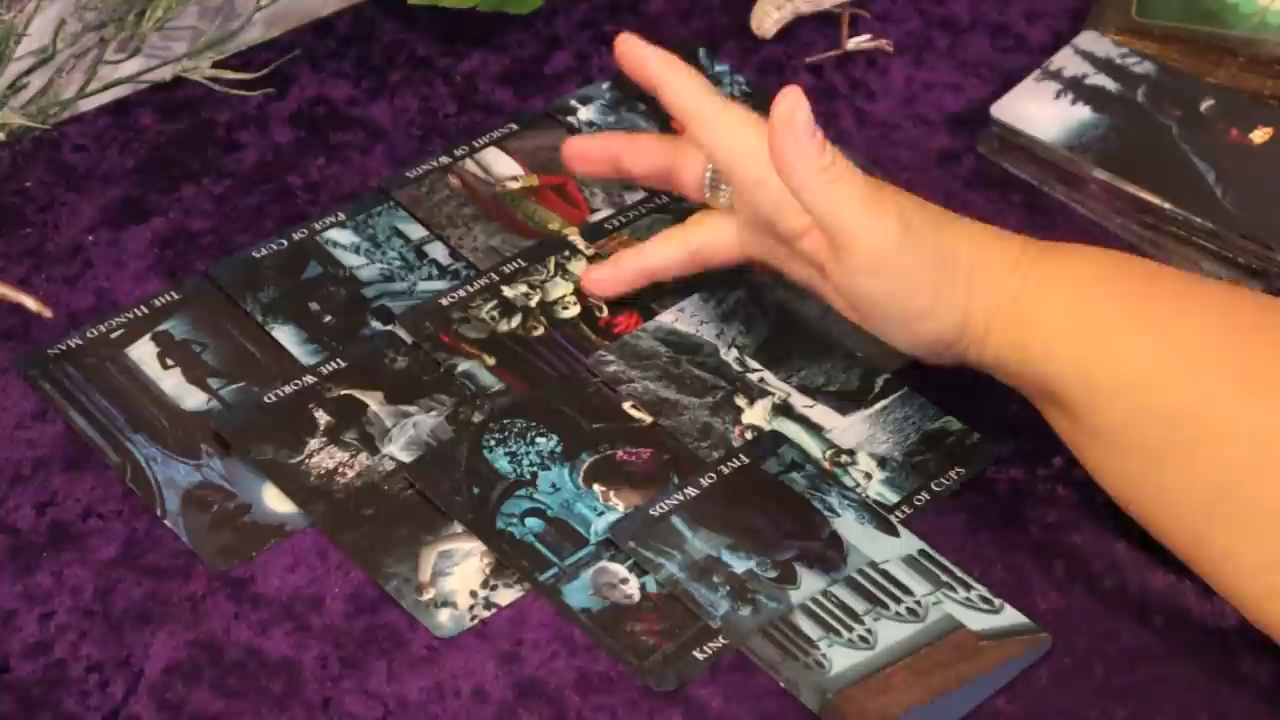 KNIGHT OF WANDS
PENTACLES
PAGE OF CUPS
THE EMPEROR
THE HANGED MAN
THE WORLD
FIVE OF WANDS
EE OF CUPS
KING